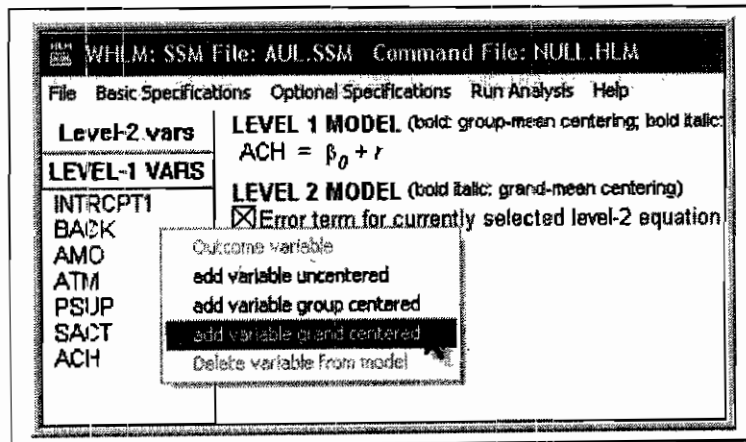 WHLM: SSM File: AUL.SSM Command File: NULL.HLM
File Basic Specifications Optional Specifications Run Analysis Help
Level-2 vars
LEVEL-1 VARS
INTRCPT1
BACK
AMO
ATM
PSUP
SACT
ACH
LEVEL 1 MODEL (bold: group-mean centering; bold italic:
ACH = β0 + r
LEVEL 2 MODEL (bold italic: grand-mean centering)
Error term for currently selected level-2 equation
Outcome variable
add variable uncentered
add variable group centered
add variable grand centered
Delete variable from model